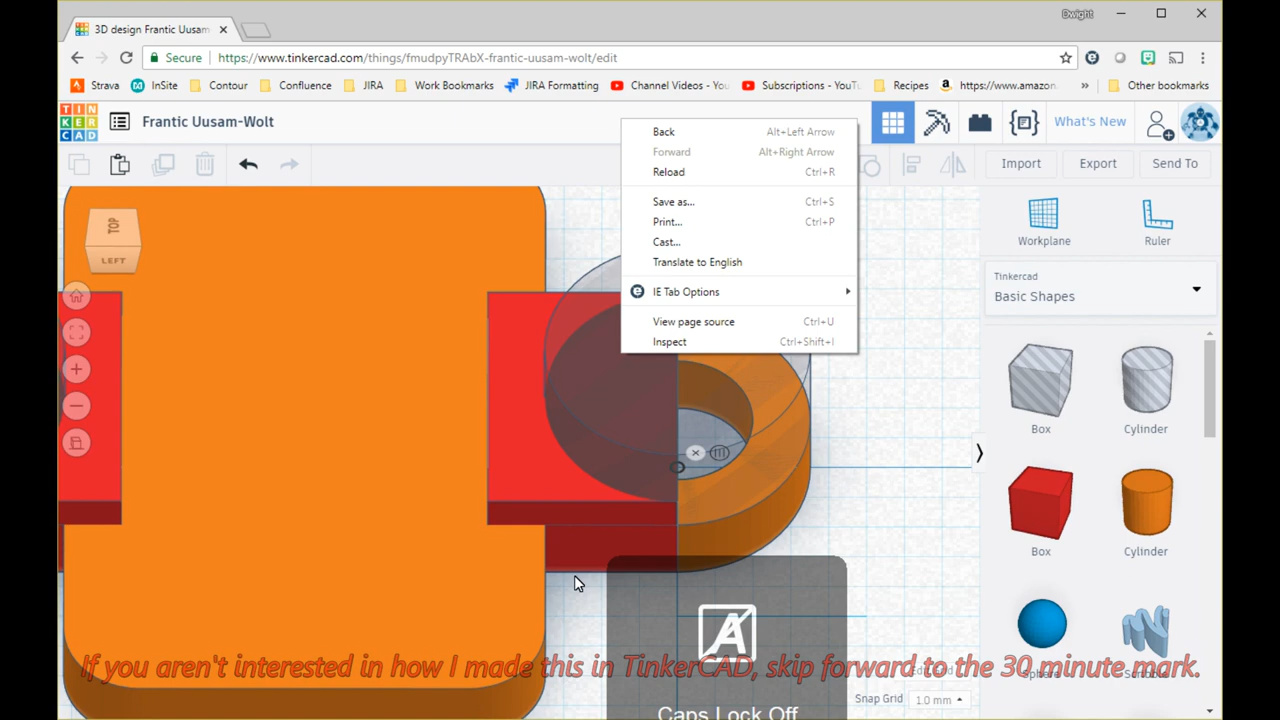 Dwight
3D design Frantic Uusam
Secure
https://www.tinkercad.com/things/fmudpyTRAbX-frantic-uusam-wolt/edit
Strava InSite Contour Confluence JIRA Work Bookmarks JIRA Formatting Channel Videos - Yo Subscriptions - YouT Recipes https://www.amazon. » Other bookmarks
TIN
KER
CAD
Frantic Uusam-Wolt
What's New
Import Export Send To
Back Alt+Left Arrow
Forward Alt+Right Arrow
Reload Ctrl+R
Save as... Ctrl+S
Print... Ctrl+P
Cast...
Translate to English
IE Tab Options
View page source Ctrl+U
Inspect Ctrl+Shift+I
TOP
LEFT
Workplane Ruler
Tinkercad
Basic Shapes
Box Cylinder
Box Cylinder
Sphere Scribble
If you aren't interested in how I made this in TinkerCAD, skip forward to the 30 minute mark.
Snap Grid 1.0 mm
Caps Lock Off